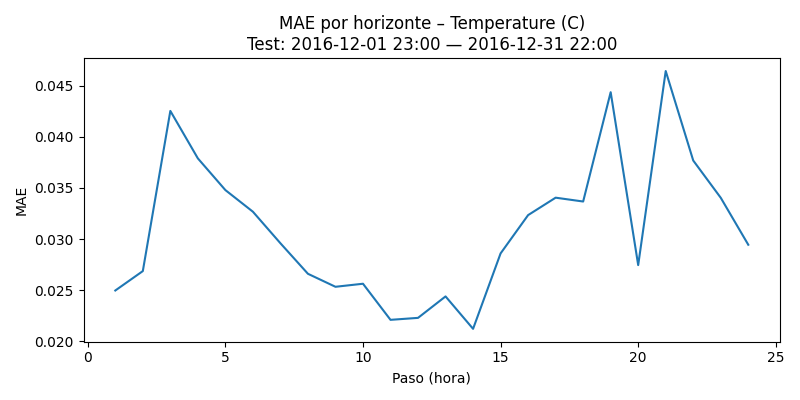 MAE por horizonte – Temperature (C)
Test: 2016-12-01 23:00 — 2016-12-31 22:00
MAE
0.045
0.040
0.035
0.030
0.025
0.020
0 5 10 15 20 25
Paso (hora)